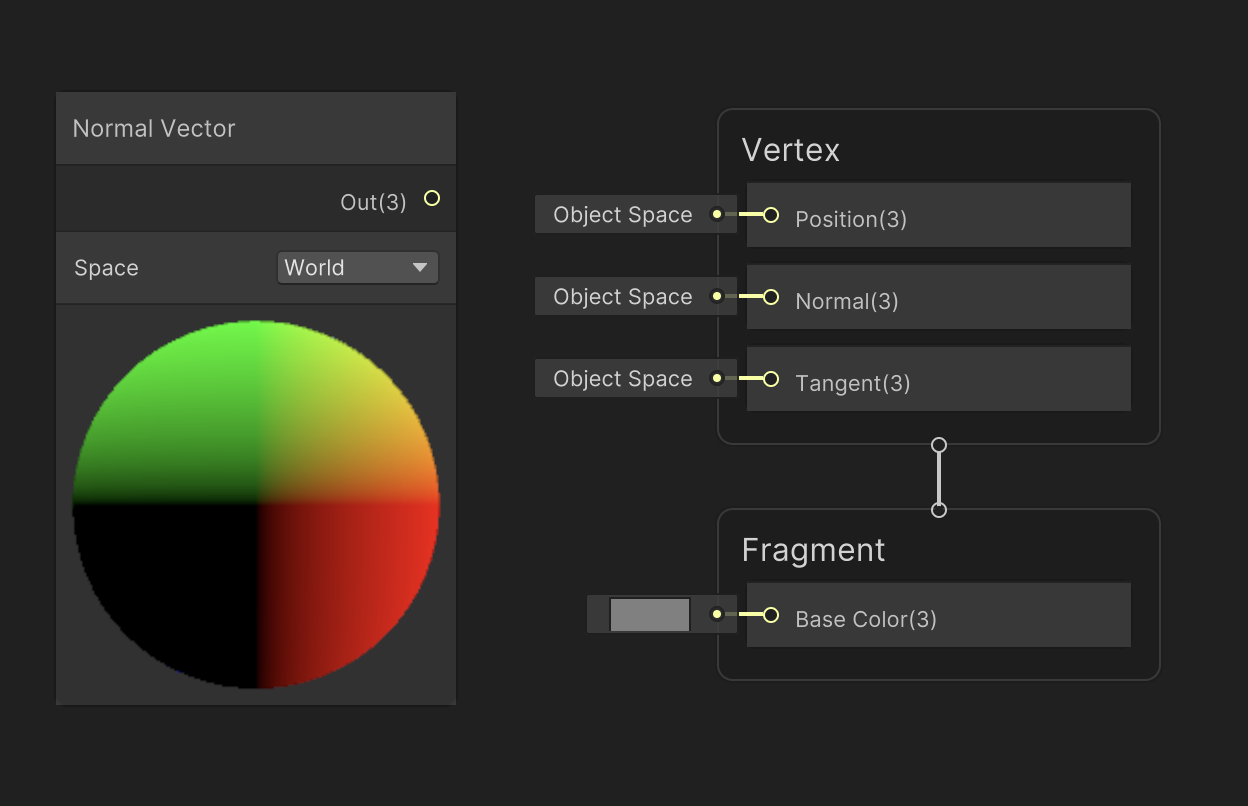 Normal Vector
Out(3)
Space
World
Vertex
Object Space
Position(3)
Object Space
Normal(3)
Object Space
Tangent(3)
Fragment
Base Color(3)